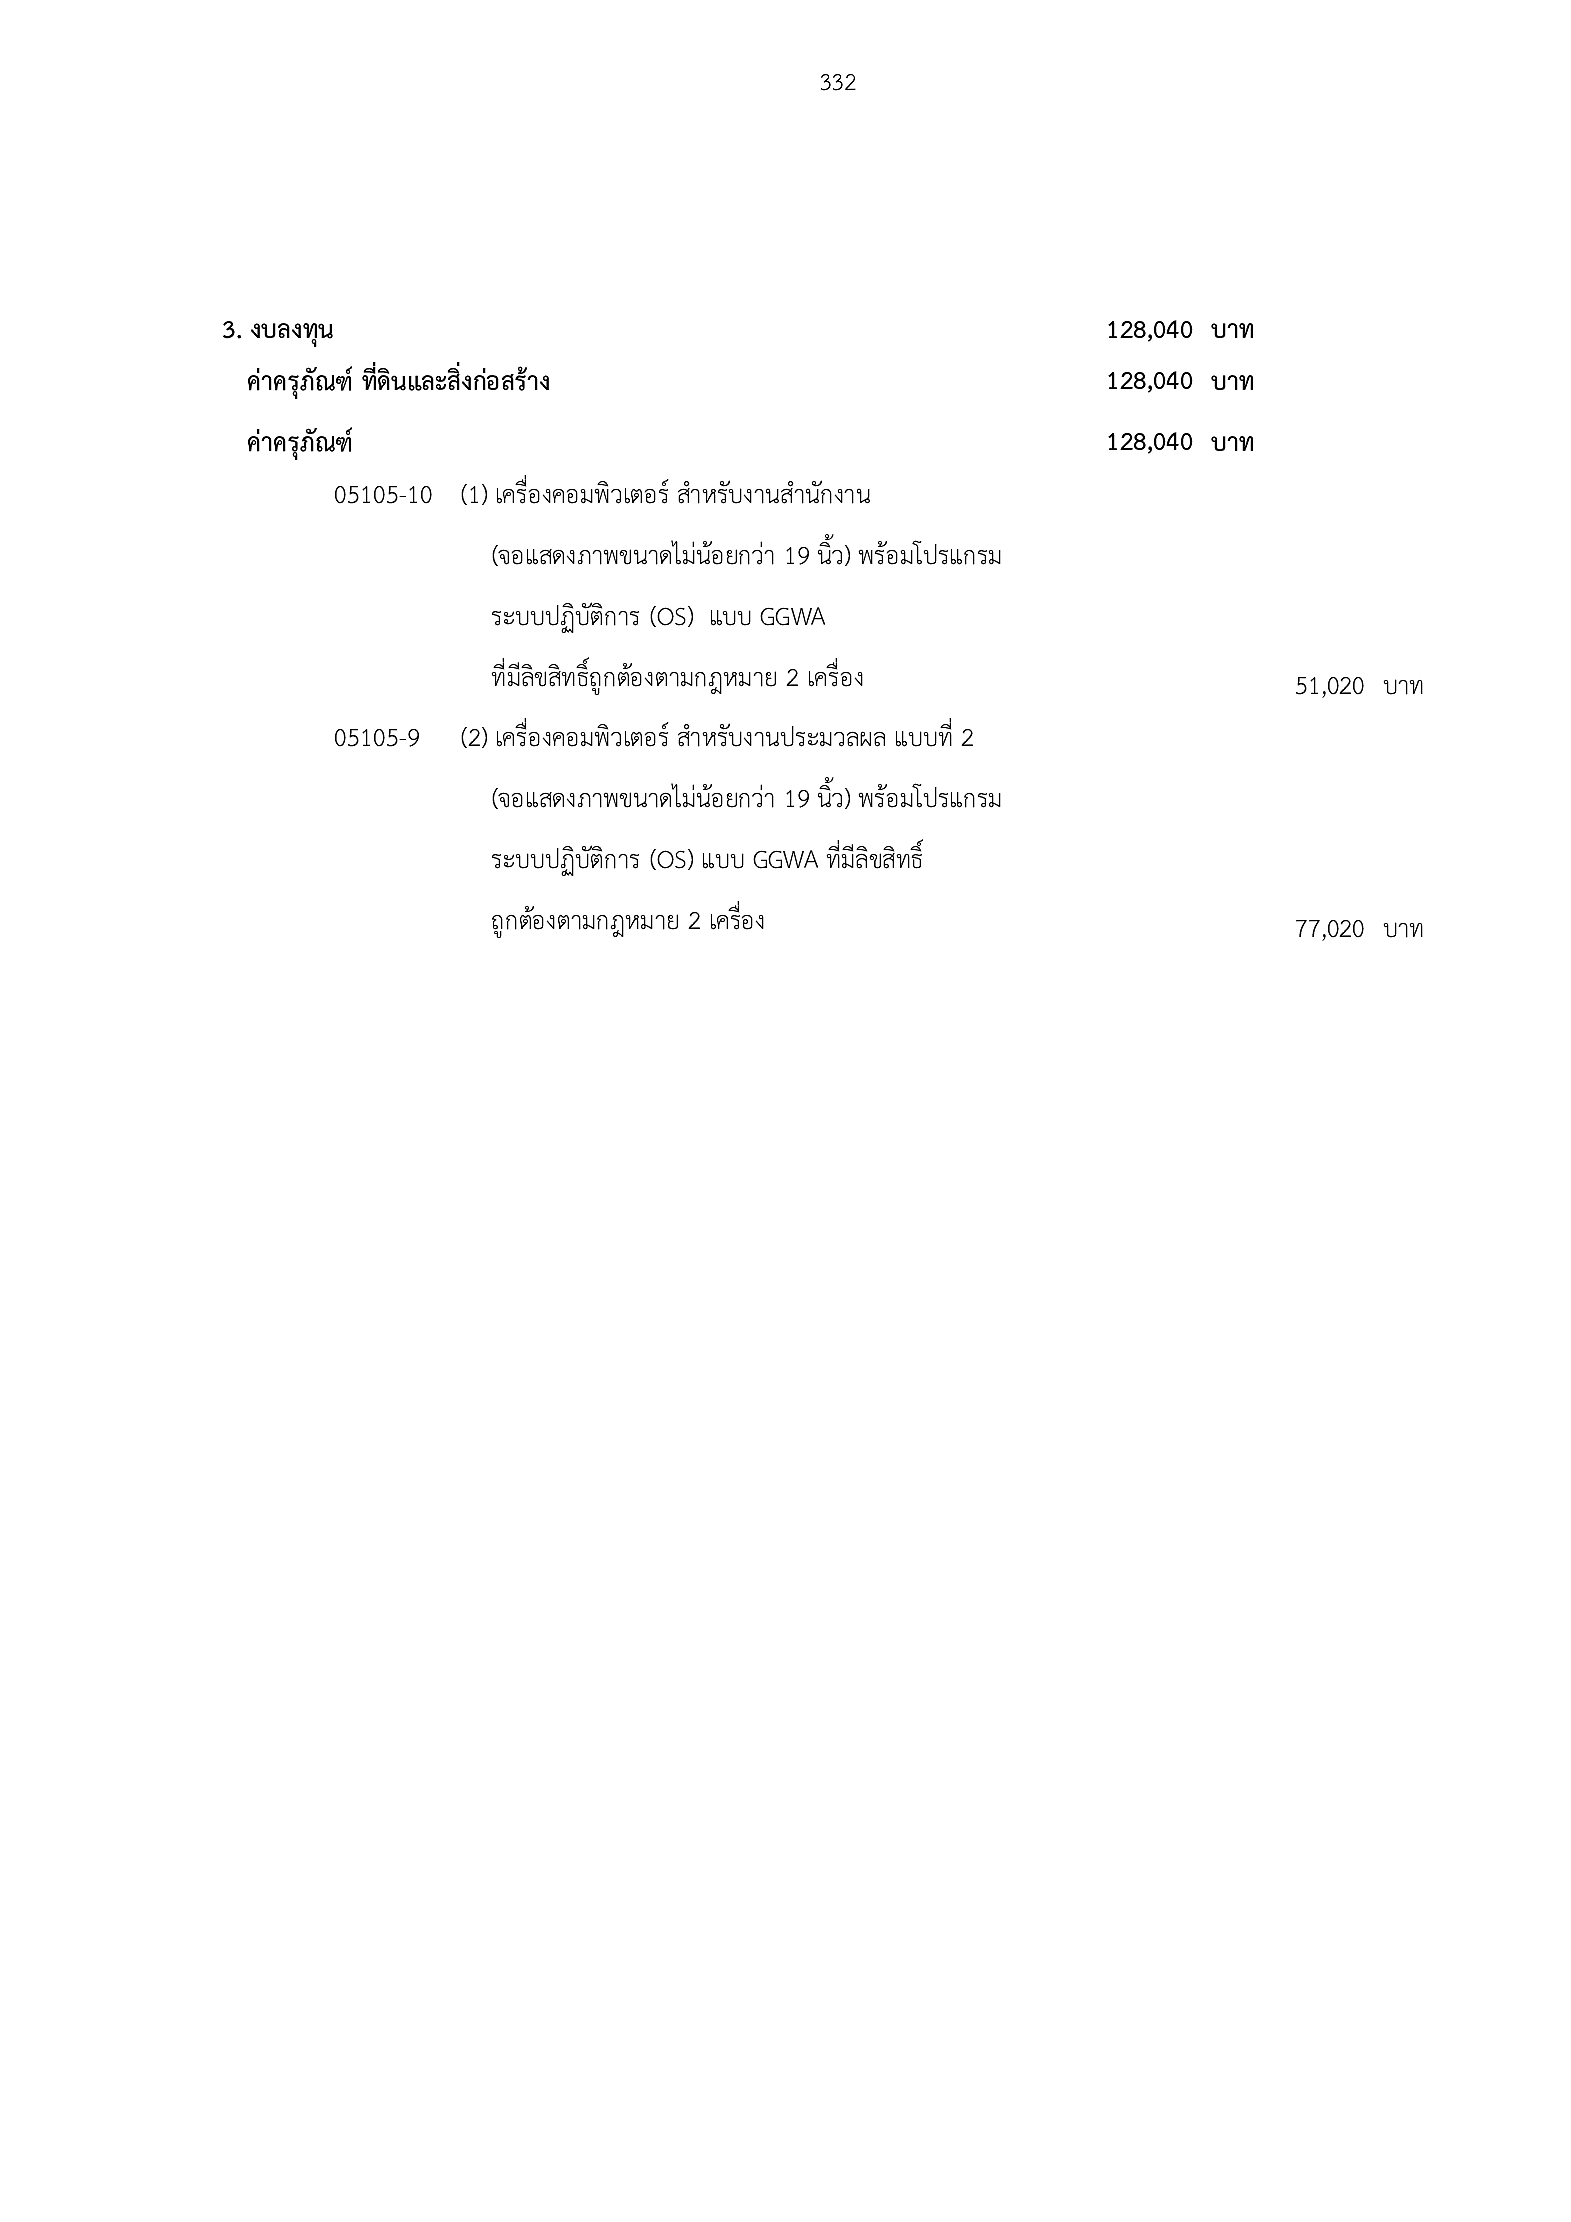 332
3. งบลงทุน 128,040 บาท
ค่าครุภัณฑ์ ที่ดินและสิ่งก่อสร้าง 128,040 บาท
ค่าครุภัณฑ์ 128,040 บาท
05105-10 (1) เครื่องคอมพิวเตอร์ สำหรับงานสำนักงาน
(จอแสดงภาพขนาดไม่น้อยกว่า 19 นิ้ว) พร้อมโปรแกรม
ระบบปฏิบัติการ (OS) แบบ GGWA
ที่มีลิขสิทธิ์ถูกต้องตามกฎหมาย 2 เครื่อง 51,020 บาท
05105-9 (2) เครื่องคอมพิวเตอร์ สำหรับงานประมวลผล แบบที่ 2
(จอแสดงภาพขนาดไม่น้อยกว่า 19 นิ้ว) พร้อมโปรแกรม
ระบบปฏิบัติการ (OS) แบบ GGWA ที่มีลิขสิทธิ์
ถูกต้องตามกฎหมาย 2 เครื่อง 77,020 บาท